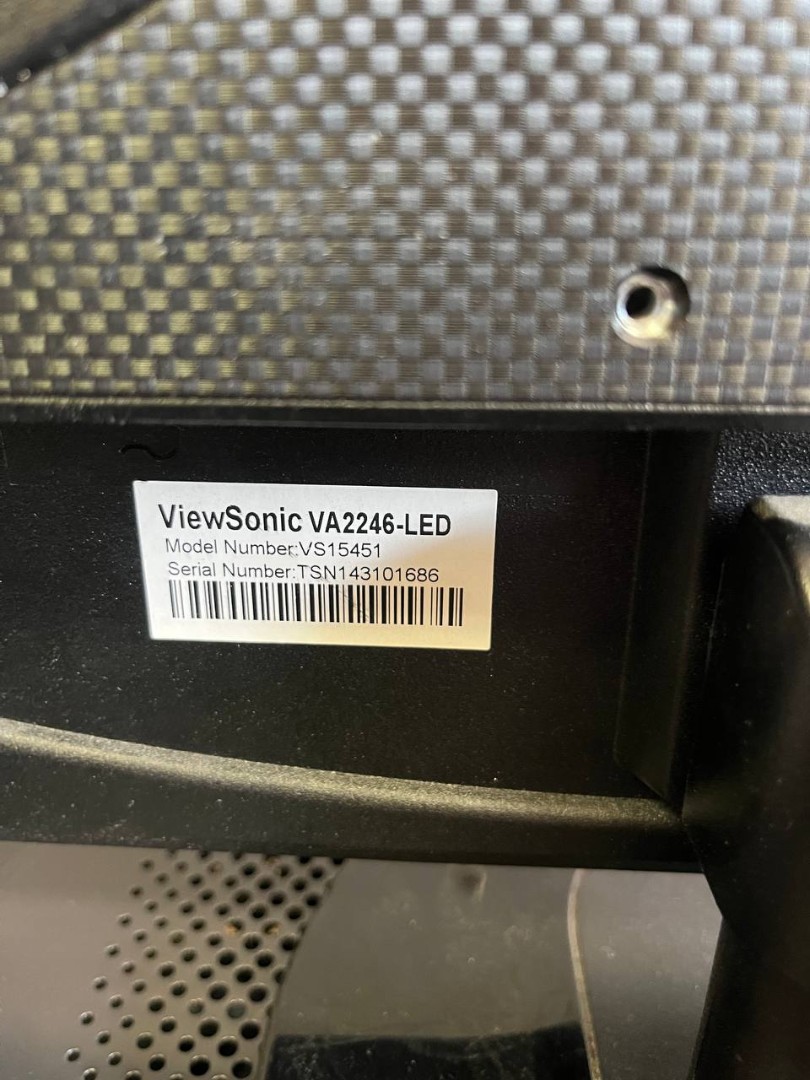 ViewSonic VA2246-LED
Model Number:VS15451
Serial Number:TSN143101686